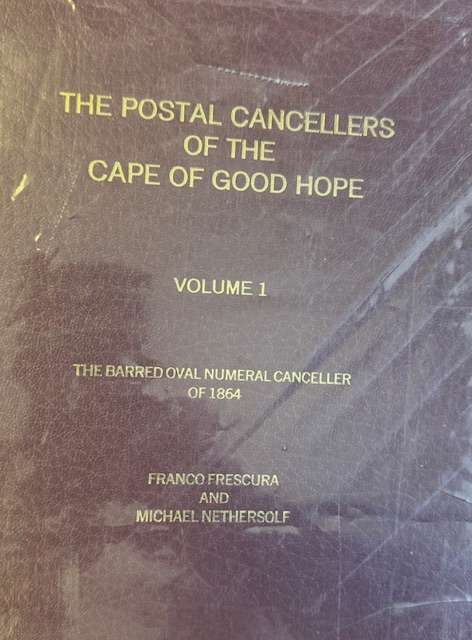 THE POSTAL CANCELLERS
OF THE
CAPE OF GOOD HOPE
VOLUME 1
THE BARRED OVAL NUMERAL CANCELLER
OF 1864
FRANCO FRESCURA
AND
MICHAEL NETHERSOLF